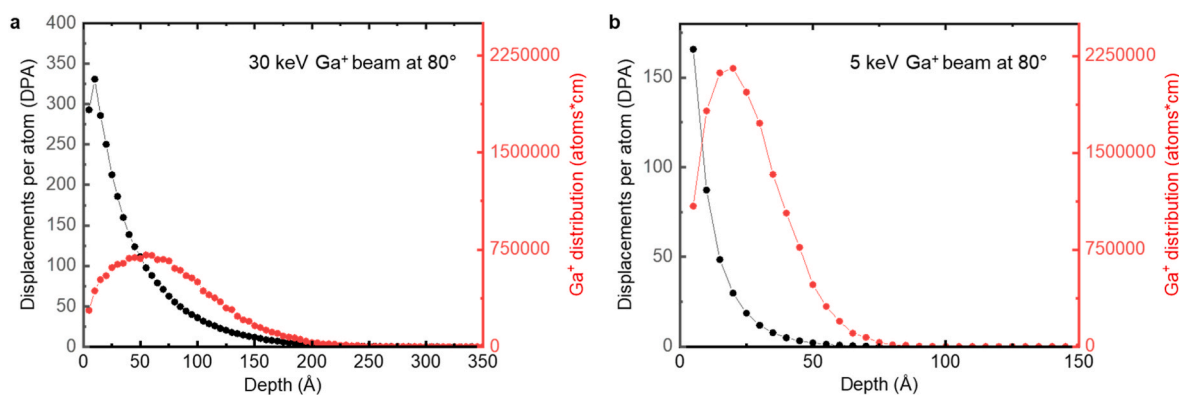 a
30 keV Ga⁺ beam at 80°
Displacements per atom (DPA)
400
350
300
250
200
150
100
50
0
0 50 100 150 200 250 300 350
Depth (Å)
2250000
1500000
750000
0
Ga⁺ distribution (atoms*cm)
b
5 keV Ga⁺ beam at 80°
Displacements per atom (DPA)
150
100
50
0
0 50 100 150
Depth (Å)
2250000
1500000
750000
0
Ga⁺ distribution (atoms*cm)